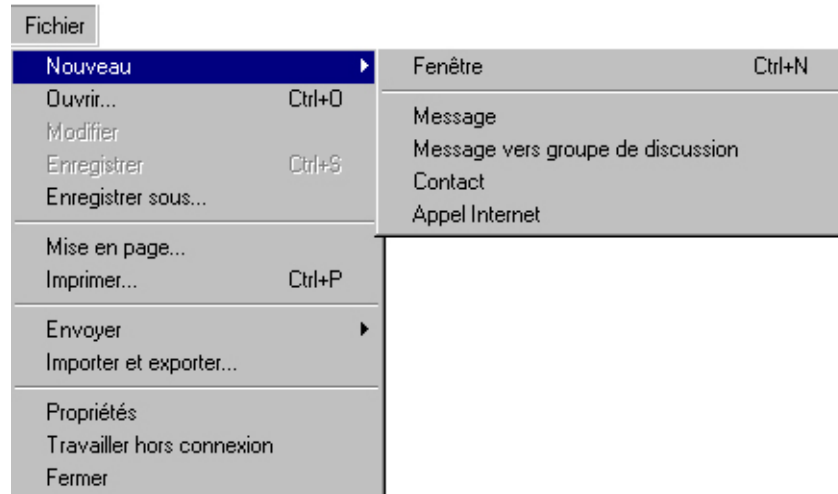 Fichier
Nouveau
Ouvrir... Ctrl+O
Modifier
Enregistrer Ctrl+S
Enregistrer sous...
Mise en page...
Imprimer... Ctrl+P
Envoyer
Importer et exporter...
Propriétés
Travailler hors connexion
Fermer
Fenêtre Ctrl+N
Message
Message vers groupe de discussion
Contact
Appel Internet